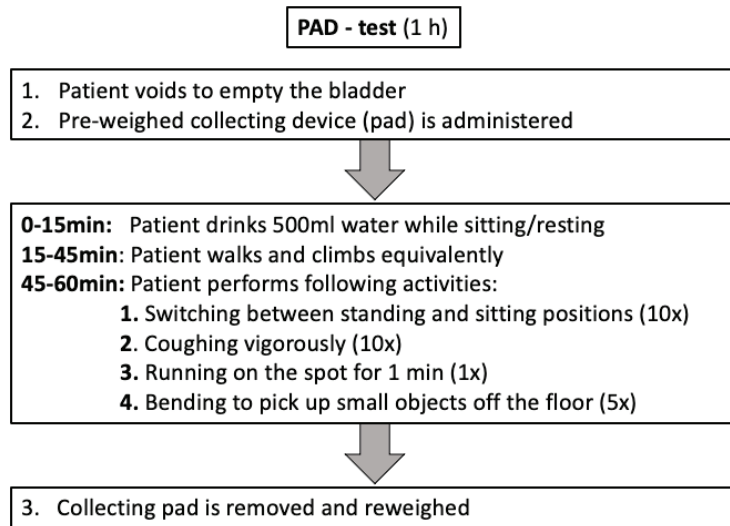 PAD - test (1 h)
1. Patient voids to empty the bladder
2. Pre-weighed collecting device (pad) is administered
0-15min: Patient drinks 500ml water while sitting/resting
15-45min: Patient walks and climbs equivalently
45-60min: Patient performs following activities:
1. Switching between standing and sitting positions (10x)
2. Coughing vigorously (10x)
3. Running on the spot for 1 min (1x)
4. Bending to pick up small objects off the floor (5x)
3. Collecting pad is removed and reweighed